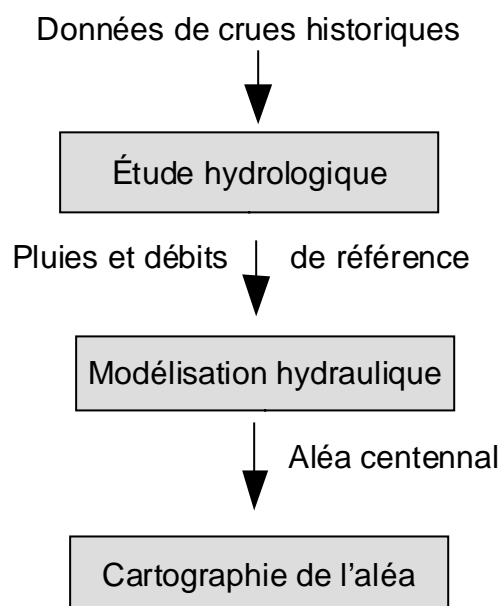 Données de crues historiques
Étude hydrologique
Pluies et débits de référence
Modélisation hydraulique
Aléa centennal
Cartographie de l'aléa